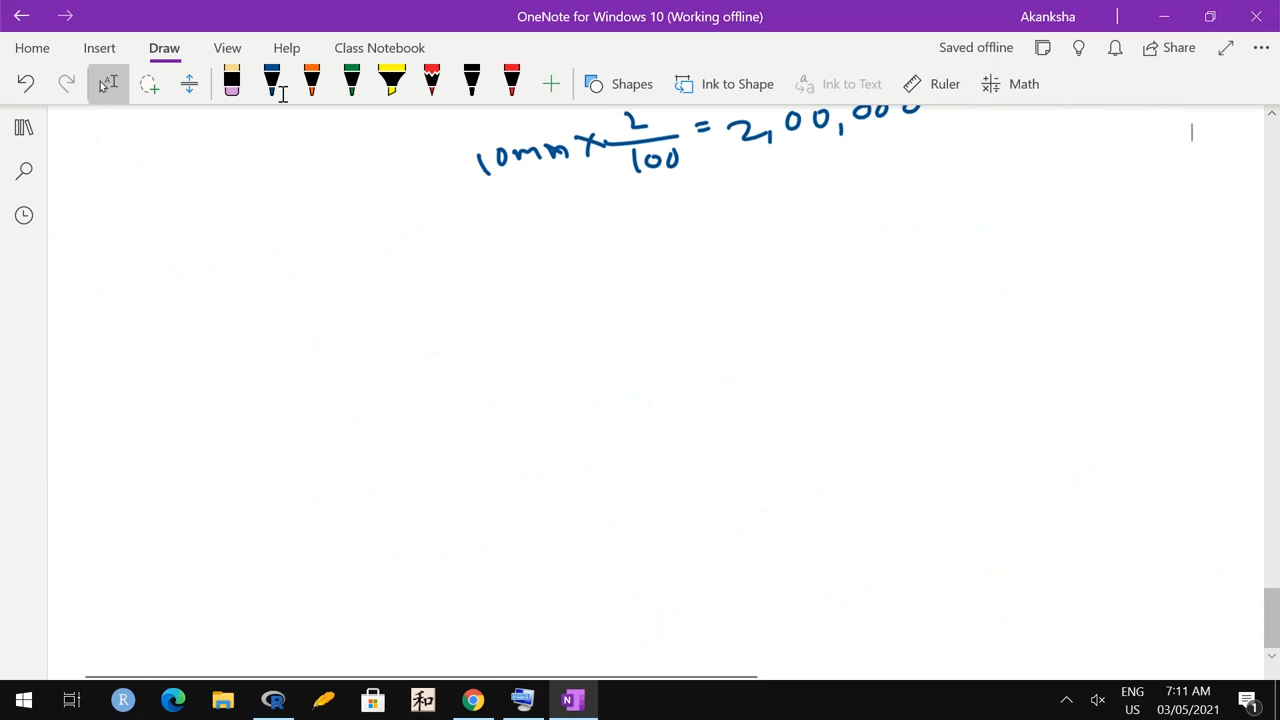 OneNote for Windows 10 (Working offline)
Akanksha
Home Insert Draw View Help Class Notebook
Saved offline
Share
Shapes
Ink to Shape
Ink to Text
Ruler
Math
10mn × 2/100 = 2,00,000
ENG
US
7:11 AM
03/05/2021
1